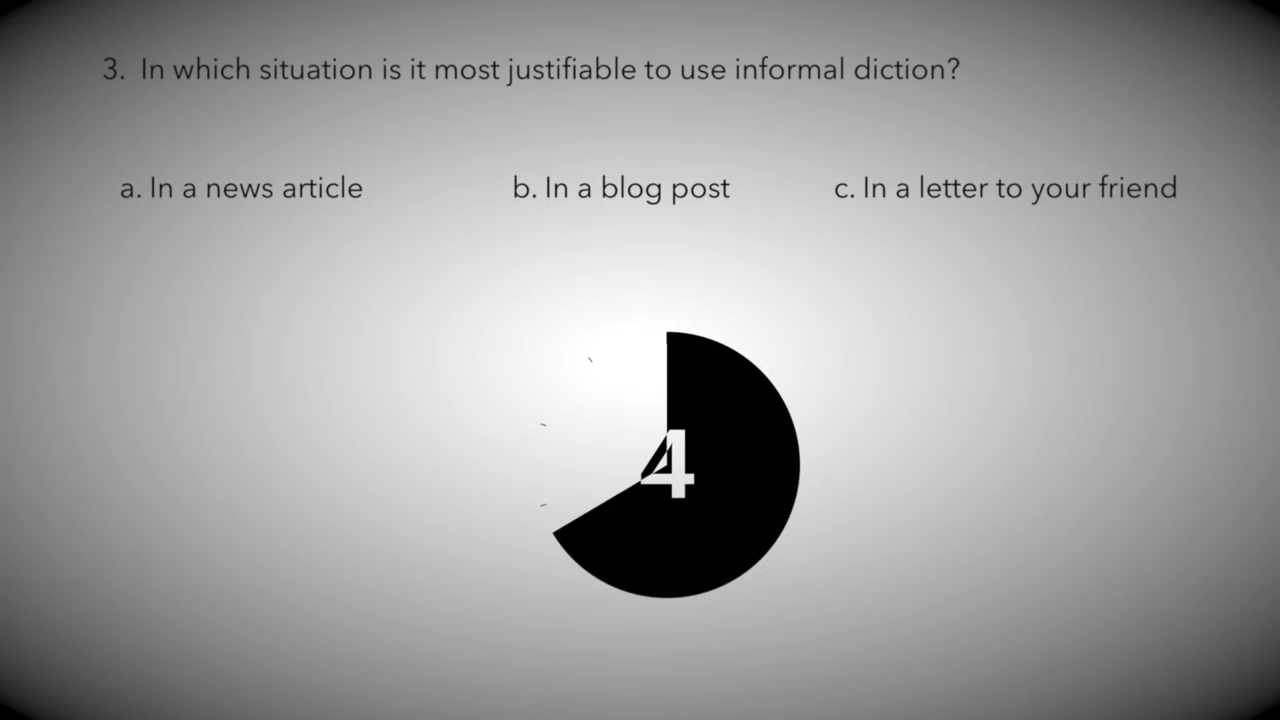 3. In which situation is it most justifiable to use informal diction?
a. In a news article b. In a blog post c. In a letter to your friend
4